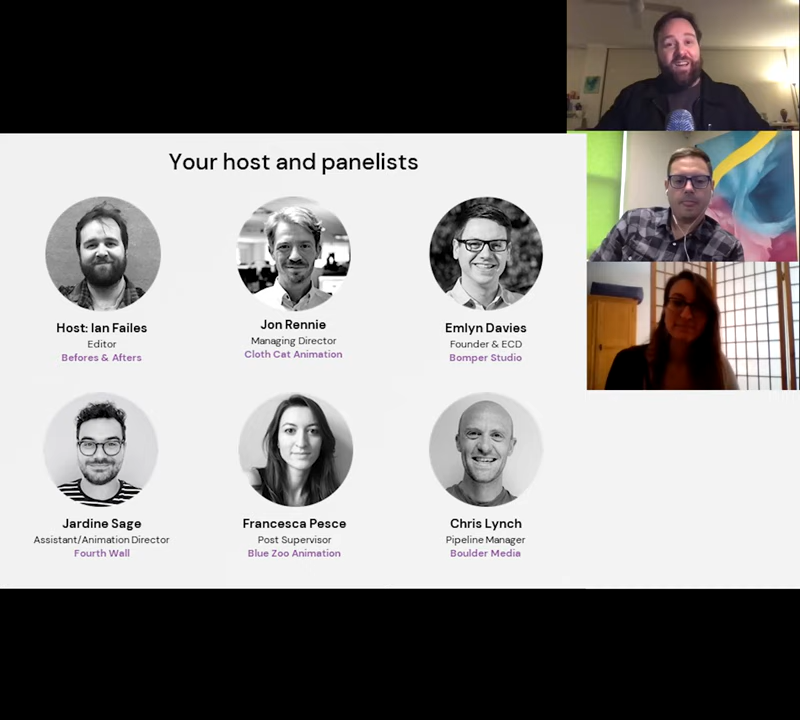 Your host and panelists
Host: Ian Failes
Editor
Befores & Afters
Jon Rennie
Managing Director
Cloth Cat Animation
Emlyn Davies
Founder & ECD
Bomper Studio
Jardine Sage
Assistant/Animation Director
Fourth Wall
Francesca Pesce
Post Supervisor
Blue Zoo Animation
Chris Lynch
Pipeline Manager
Boulder Media